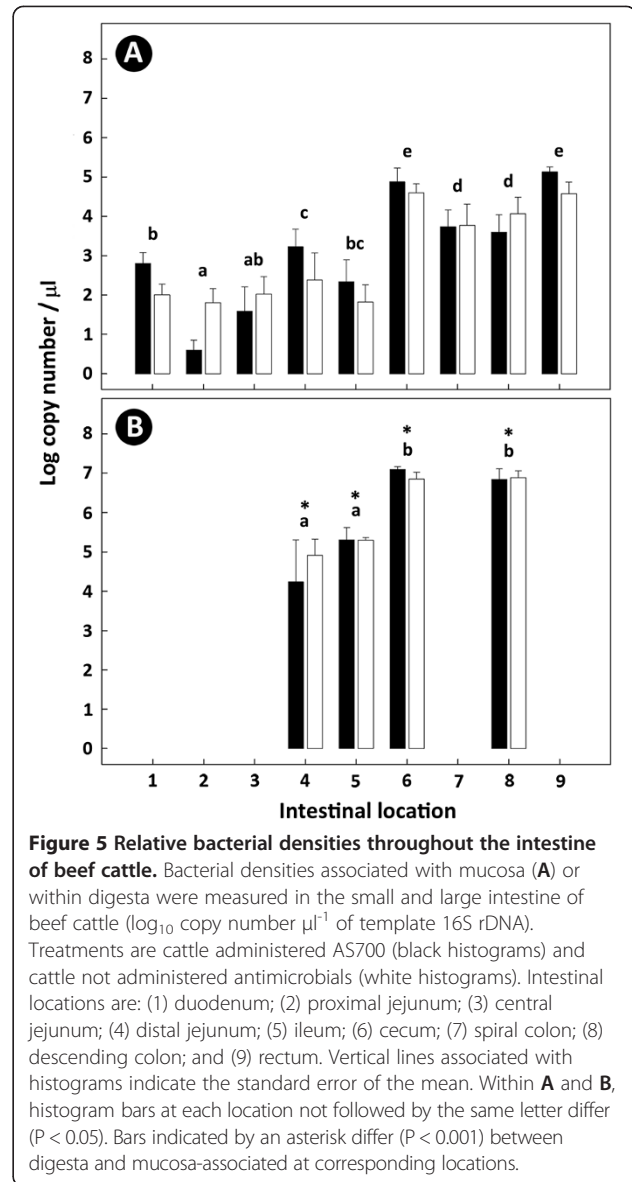 A
8
7
6
5
4
3
2
1
0
b
a
ab
c
bc
e
d
d
e
Log copy number / µl
B
8
7
6
5
4
3
2
1
0
*
a
*
a
*
b
*
b
1 2 3 4 5 6 7 8 9
Intestinal location
Figure 5 Relative bacterial densities throughout the intestine
of beef cattle. Bacterial densities associated with mucosa (A) or
within digesta were measured in the small and large intestine of
beef cattle (log₁₀ copy number µl⁻¹ of template 16S rDNA).
Treatments are cattle administered AS700 (black histograms) and
cattle not administered antimicrobials (white histograms). Intestinal
locations are: (1) duodenum; (2) proximal jejunum; (3) central
jejunum; (4) distal jejunum; (5) ileum; (6) cecum; (7) spiral colon; (8)
descending colon; and (9) rectum. Vertical lines associated with
histograms indicate the standard error of the mean. Within A and B,
histogram bars at each location not followed by the same letter differ
(P < 0.05). Bars indicated by an asterisk differ (P < 0.001) between
digesta and mucosa-associated at corresponding locations.